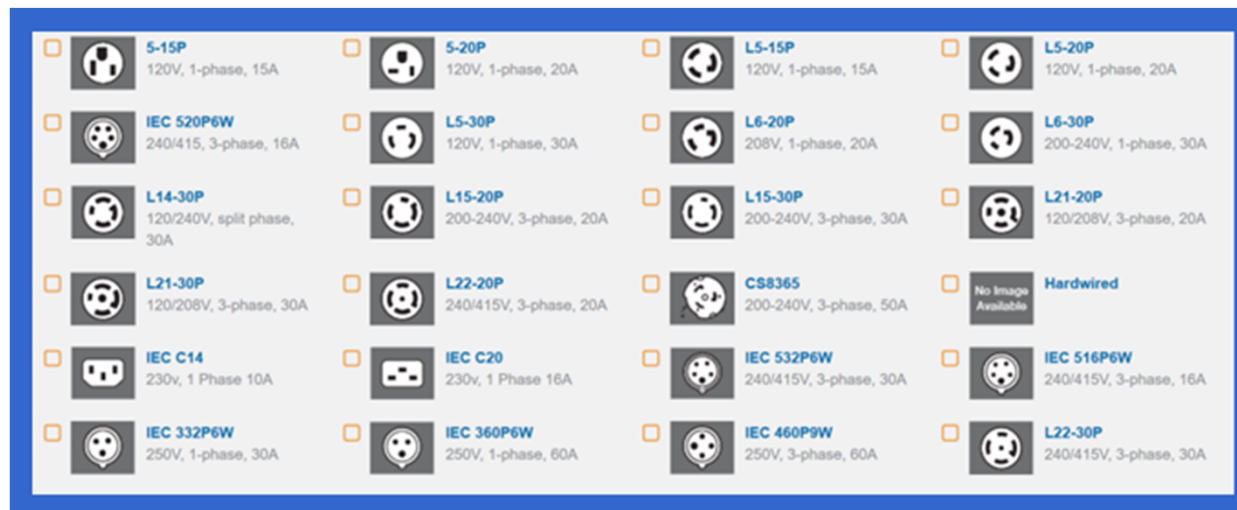 5-15P
120V, 1-phase, 15A
5-20P
120V, 1-phase, 20A
L5-15P
120V, 1-phase, 15A
L5-20P
120V, 1-phase, 20A
IEC 520P6W
240/415, 3-phase, 16A
L5-30P
120V, 1-phase, 30A
L6-20P
208V, 1-phase, 20A
L6-30P
200-240V, 1-phase, 30A
L14-30P
120/240V, split phase,
30A
L15-20P
200-240V, 3-phase, 20A
L15-30P
200-240V, 3-phase, 30A
L21-20P
120/208V, 3-phase, 20A
L21-30P
120/208V, 3-phase, 30A
L22-20P
240/415V, 3-phase, 20A
CS8365
200-240V, 3-phase, 50A
No Image
Available
Hardwired
IEC C14
230v, 1 Phase 10A
IEC C20
230v, 1 Phase 16A
IEC 532P6W
240/415V, 3-phase, 30A
IEC 516P6W
240/415V, 3-phase, 16A
IEC 332P6W
250V, 1-phase, 30A
IEC 360P6W
250V, 1-phase, 60A
IEC 460P9W
250V, 3-phase, 60A
L22-30P
240/415V, 3-phase, 30A